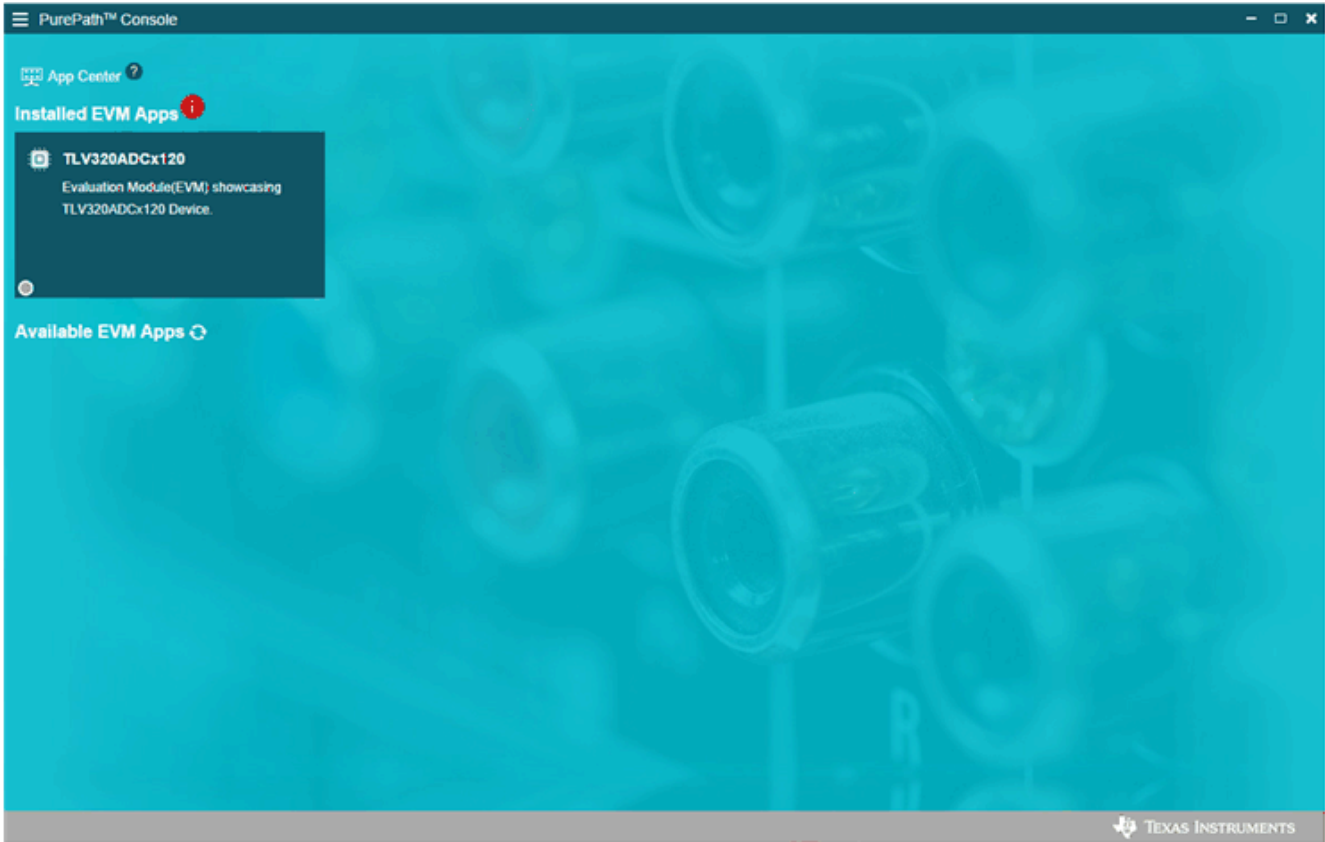 PurePath™ Console
App Center ?
Installed EVM Apps i
TLV320ADCx120
Evaluation Module(EVM) showcasing
TLV320ADCx120 Device.
Available EVM Apps
R
TEXAS INSTRUMENTS